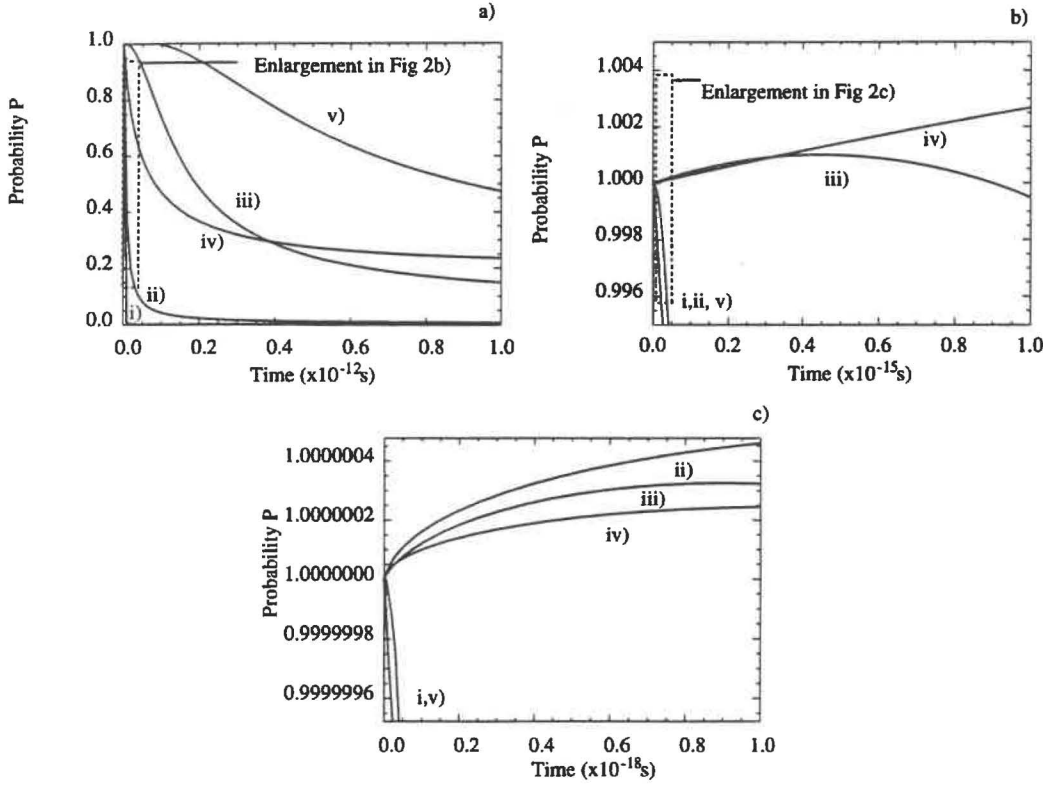 a)
Probability P
1.0
0.8
0.6
0.4
0.2
0.0
Enlargement in Fig 2b)
v)
iii)
iv)
ii)
i)
0.0 0.2 0.4 0.6 0.8 1.0
Time (x10-12s)
b)
Probability P
1.004
1.002
1.000
0.998
0.996
Enlargement in Fig 2c)
iv)
iii)
i,ii, v)
0.0 0.2 0.4 0.6 0.8 1.0
Time (x10-15s)
c)
Probability P
1.0000004
1.0000002
1.0000000
0.9999998
0.9999996
ii)
iii)
iv)
i,v)
0.0 0.2 0.4 0.6 0.8 1.0
Time (x10-18s)